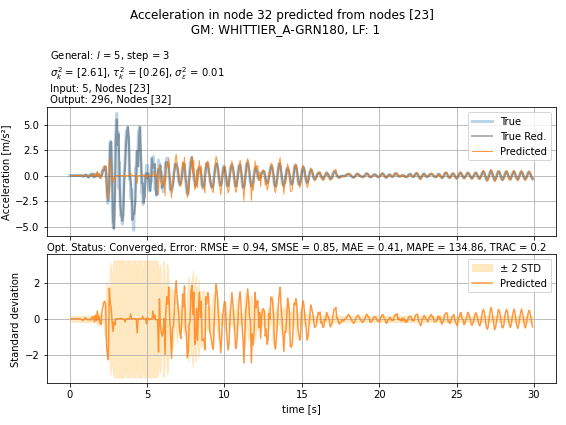 Acceleration in node 32 predicted from nodes [23]
GM: WHITTIER_A-GRN180, LF: 1
General: l = 5, step = 3
σ²ₖ = [2.61], τ²ₖ = [0.26], σ²ε = 0.01
Input: 5, Nodes [23]
Output: 296, Nodes [32]
Acceleration [m/s²]
5.0
2.5
0.0
−2.5
−5.0
True
True Red.
Predicted
Opt. Status: Converged, Error: RMSE = 0.94, SMSE = 0.85, MAE = 0.41, MAPE = 134.86, TRAC = 0.2
Standard deviation
2
0
−2
± 2 STD
Predicted
0 5 10 15 20 25 30
time [s]